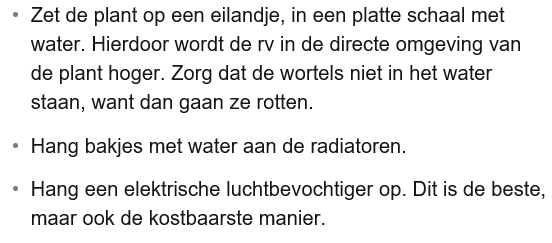 • Zet de plant op een eilandje, in een platte schaal met
water. Hierdoor wordt de rv in de directe omgeving van
de plant hoger. Zorg dat de wortels niet in het water
staan, want dan gaan ze rotten.
• Hang bakjes met water aan de radiatoren.
• Hang een elektrische luchtbevochtiger op. Dit is de beste,
maar ook de kostbaarste manier.